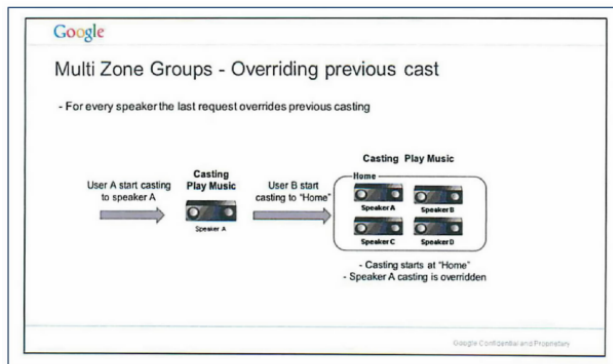 Google
Multi Zone Groups - Overriding previous cast
- For every speaker the last request overrides previous casting
User A start casting
to speaker A
Casting
Play Music
Speaker A
User B start
casting to "Home"
Casting Play Music
Home
Speaker A
Speaker B
Speaker C
Speaker D
- Casting starts at "Home"
- Speaker A casting is overridden
Google Confidential and Proprietary